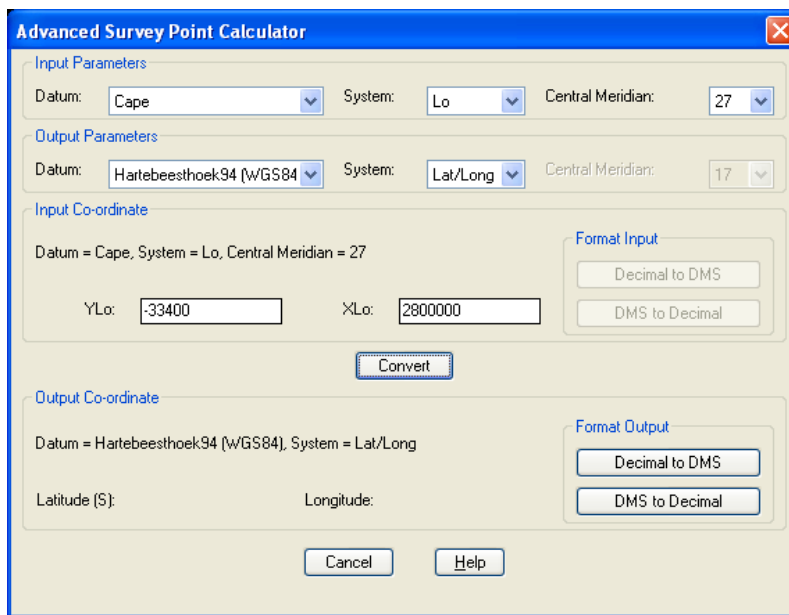 Advanced Survey Point Calculator
Input Parameters
Datum: Cape System: Lo Central Meridian: 27
Output Parameters
Datum: Hartebeesthoek94 (WGS84 System: Lat/Long Central Meridian: 17
Input Co-ordinate
Datum = Cape, System = Lo, Central Meridian = 27
Format Input
Decimal to DMS
YLo: -33400 XLo: 2800000
DMS to Decimal
Convert
Output Co-ordinate
Datum = Hartebeesthoek94 (WGS84), System = Lat/Long
Format Output
Decimal to DMS
Latitude (S): Longitude:
DMS to Decimal
Cancel Help